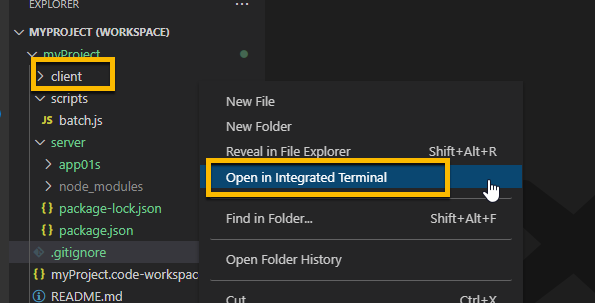 EXPLORER
MYPROJECT (WORKSPACE)
myProject
client
scripts
JS batch.js
server
app01s
node_modules
{} package-lock.json
{} package.json
.gitignore
myProject.code-workspac
README.md
New File
New Folder
Reveal in File Explorer Shift+Alt+R
Open in Integrated Terminal
Find in Folder... Shift+Alt+F
Open Folder History
Cut Ctrl+X